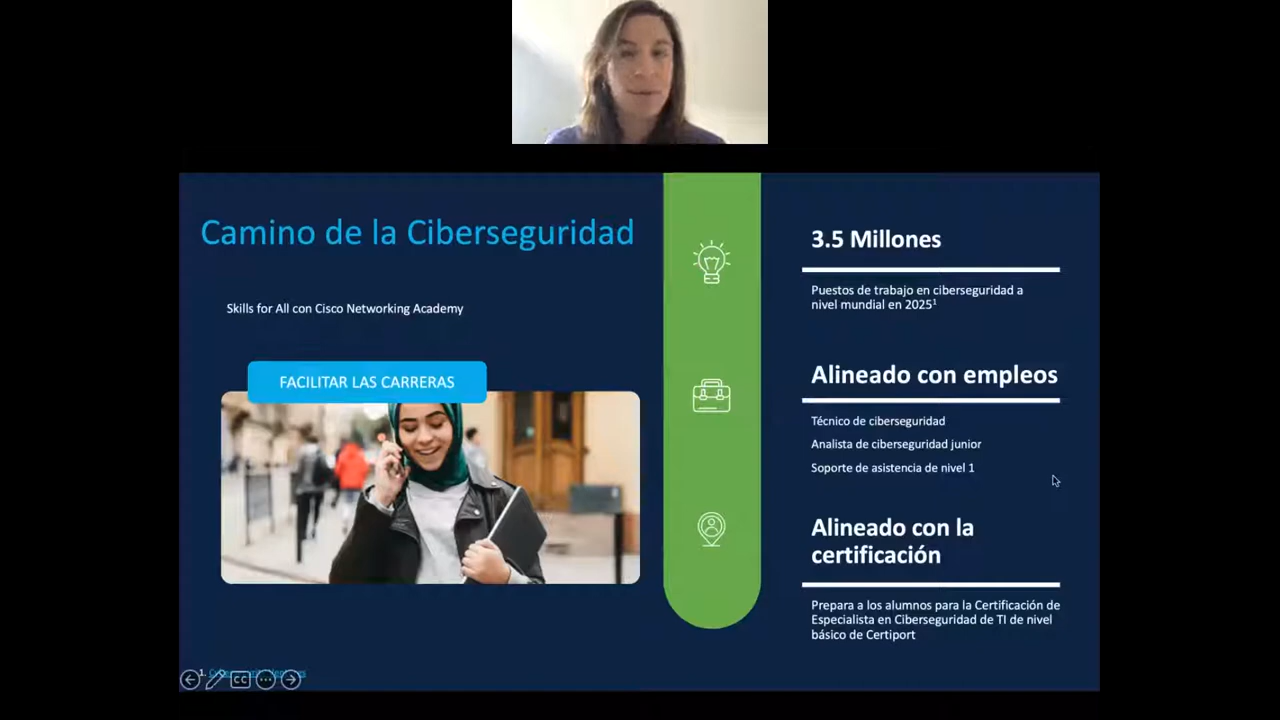 Camino de la Ciberseguridad
Skills for All con Cisco Networking Academy
FACILITAR LAS CARRERAS
3.5 Millones
Puestos de trabajo en ciberseguridad a
nivel mundial en 2025¹
Alineado con empleos
Técnico de ciberseguridad
Analista de ciberseguridad junior
Soporte de asistencia de nivel 1
Alineado con la
certificación
Prepara a los alumnos para la Certificación de
Especialista en Ciberseguridad de TI de nivel
básico de Certiport
1.
CC